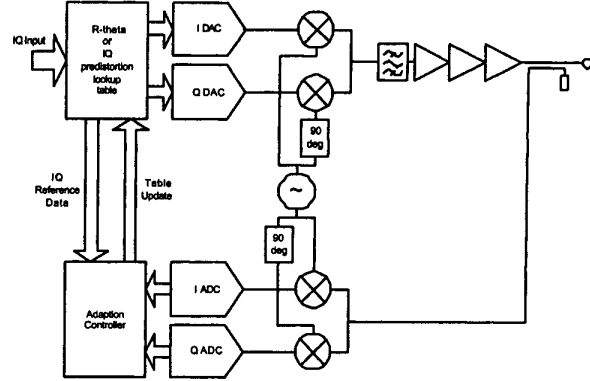 IQ Input
R-theta
or
IQ
predistortion
lookup
table
I DAC
Q DAC
90
deg
~
IQ
Reference
Data
Table
Update
90
deg
Adaption
Controller
I ADC
Q ADC